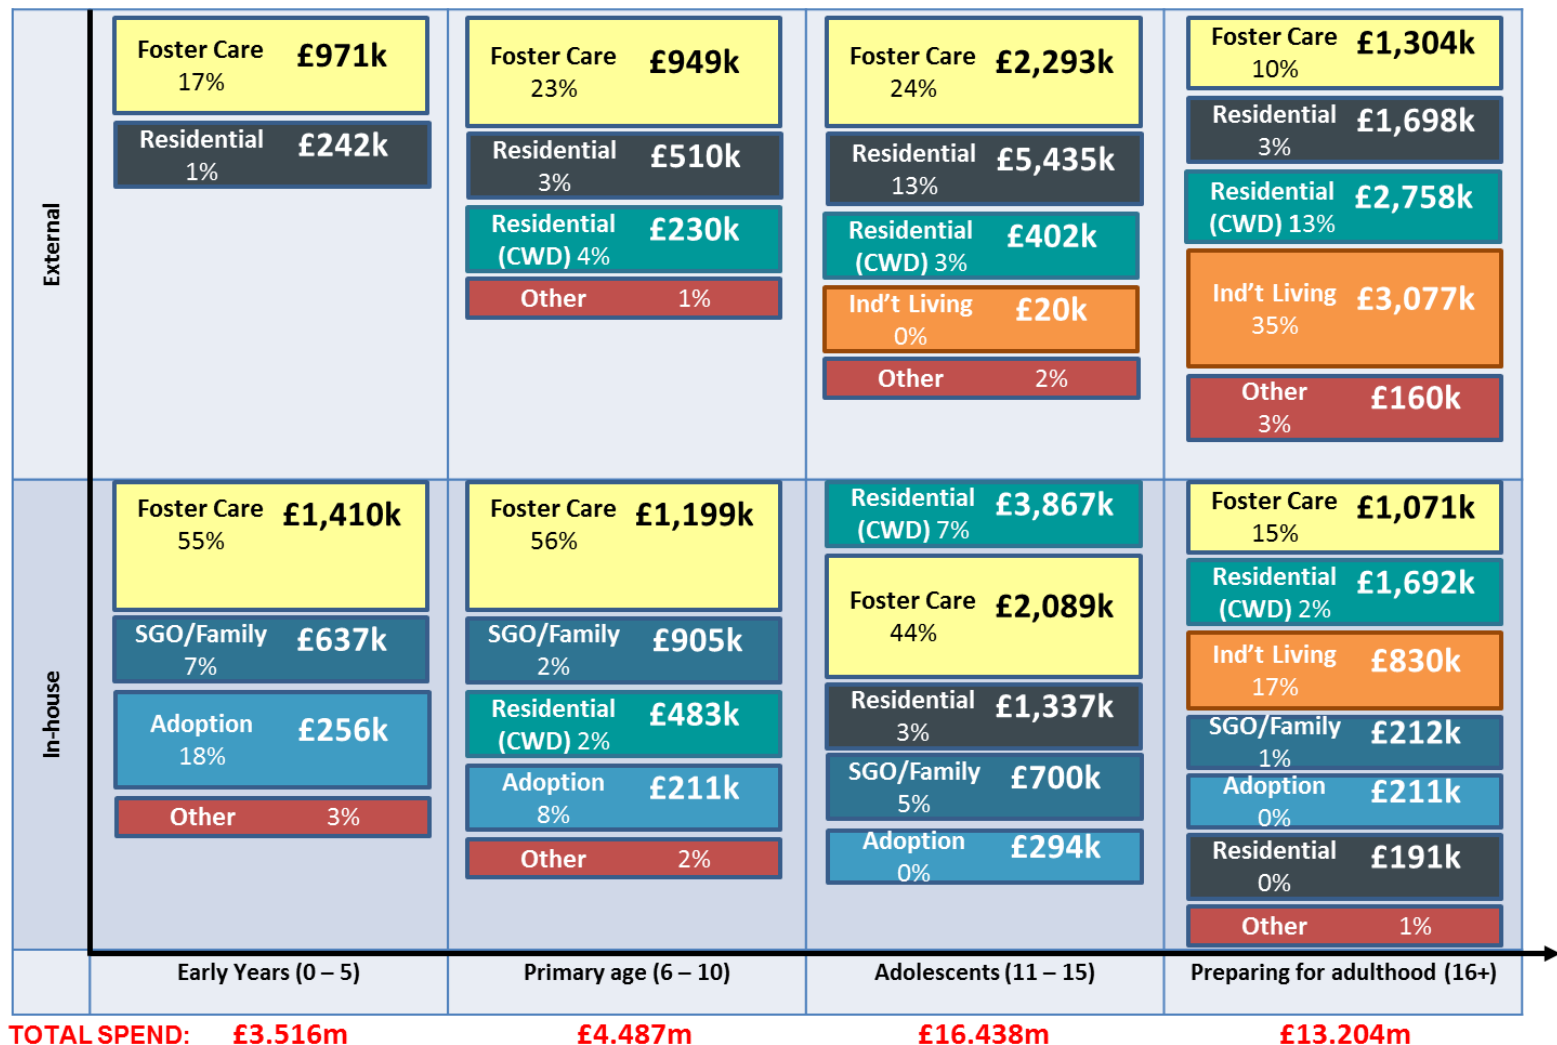 External
Foster Care £971k
17%
Residential £242k
1%
Foster Care £949k
23%
Residential £510k
3%
Residential £230k
(CWD) 4%
Other 1%
Foster Care £2,293k
24%
Residential £5,435k
13%
Residential £402k
(CWD) 3%
Ind't Living £20k
0%
Other 2%
Foster Care £1,304k
10%
Residential £1,698k
3%
Residential £2,758k
(CWD) 13%
Ind't Living £3,077k
35%
Other £160k
3%
In-house
Foster Care £1,410k
55%
SGO/Family £637k
7%
Adoption £256k
18%
Other 3%
Foster Care £1,199k
56%
SGO/Family £905k
2%
Residential £483k
(CWD) 2%
Adoption £211k
8%
Other 2%
Residential £3,867k
(CWD) 7%
Foster Care £2,089k
44%
Residential £1,337k
3%
SGO/Family £700k
5%
Adoption £294k
0%
Foster Care £1,071k
15%
Residential £1,692k
(CWD) 2%
Ind't Living £830k
17%
SGO/Family £212k
1%
Adoption £211k
0%
Residential £191k
0%
Other 1%
Early Years (0 – 5) Primary age (6 – 10) Adolescents (11 – 15) Preparing for adulthood (16+)
TOTAL SPEND: £3.516m £4.487m £16.438m £13.204m